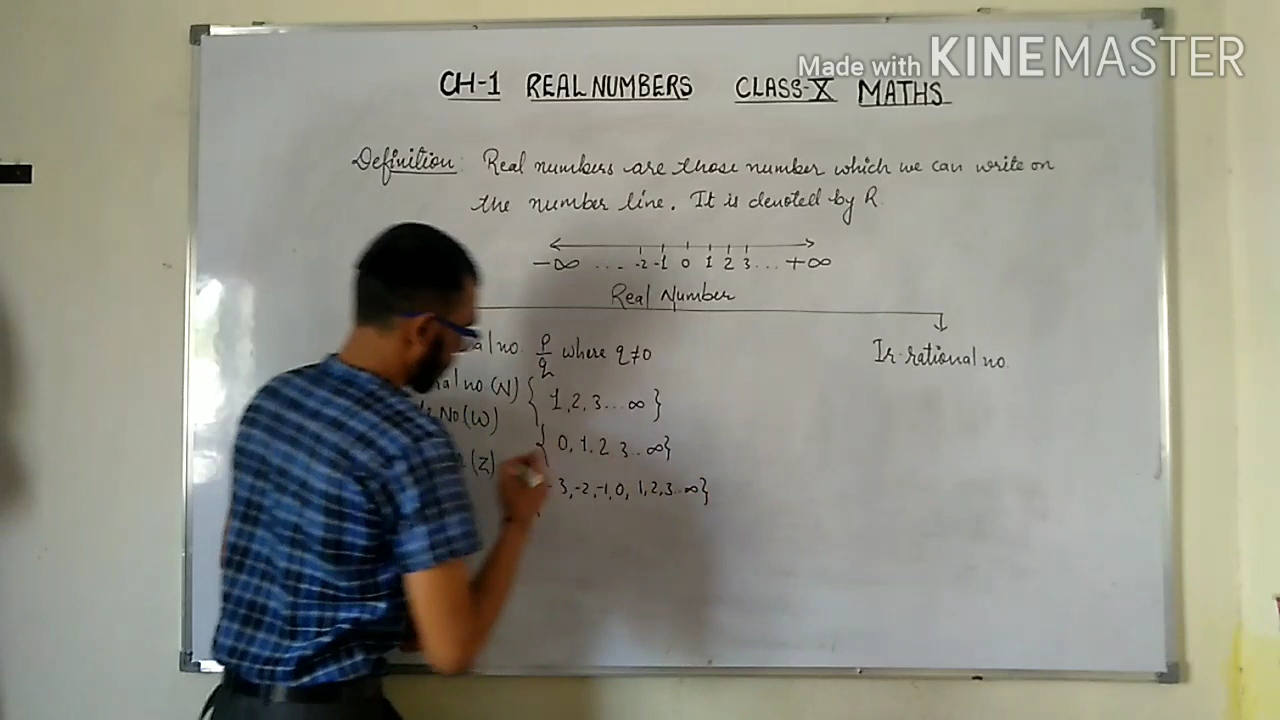 Made with KINEMASTER
CH-1 REAL NUMBERS CLASS-X MATHS
Definition: Real numbers are those number which we can write on
the number line. It is denoted by R.
-∞ ... -2 -1 0 1 2 3 ... +∞
Real Number
no. p/q where q≠0 Ir-rational no.
no (N) { 1, 2, 3 ... ∞ }
No (W)
{ 0, 1, 2 3 .. ∞ }
(Z)
- 3, -2, -1, 0, 1, 2, 3 .. ∞ }